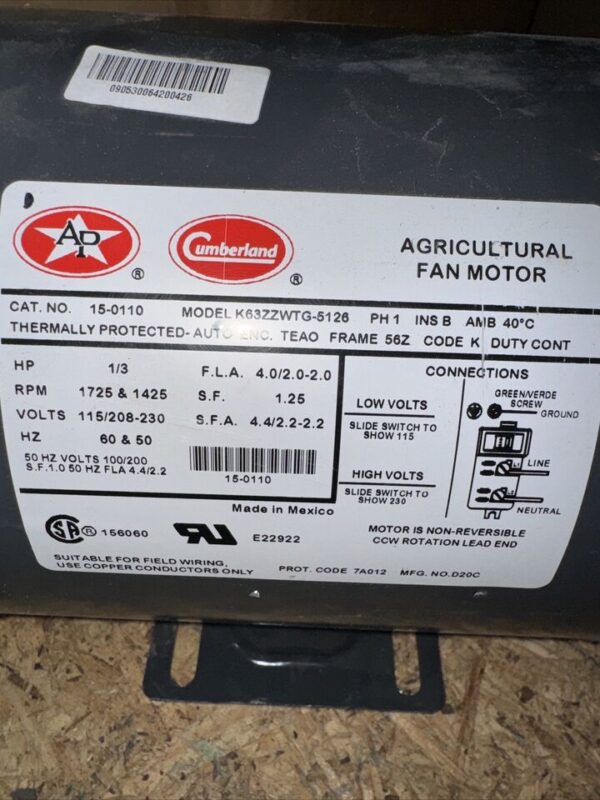 090530064200426
AP ®
Cumberland ®
AGRICULTURAL
FAN MOTOR
CAT. NO. 15-0110 MODEL K63ZZWTG-5126 PH 1 INS B AMB 40°C
THERMALLY PROTECTED- AUTO ENC. TEAO FRAME 56Z CODE K DUTY CONT
HP 1/3 F.L.A. 4.0/2.0-2.0
RPM 1725 & 1425 S.F. 1.25
VOLTS 115/208-230 S.F.A. 4.4/2.2-2.2
HZ 60 & 50
50 HZ VOLTS 100/200
S.F.1.0 50 HZ FLA 4.4/2.2
15-0110
Made in Mexico
CONNECTIONS
LOW VOLTS
SLIDE SWITCH TO
SHOW 115
HIGH VOLTS
SLIDE SWITCH TO
SHOW 230
GREEN/VERDE
SCREW
GROUND
L1 LINE
NEUTRAL
MOTOR IS NON-REVERSIBLE
CCW ROTATION LEAD END
SA ® 156060 RU E22922
SUITABLE FOR FIELD WIRING,
USE COPPER CONDUCTORS ONLY
PROT. CODE 7A012 MFG. NO.D20C